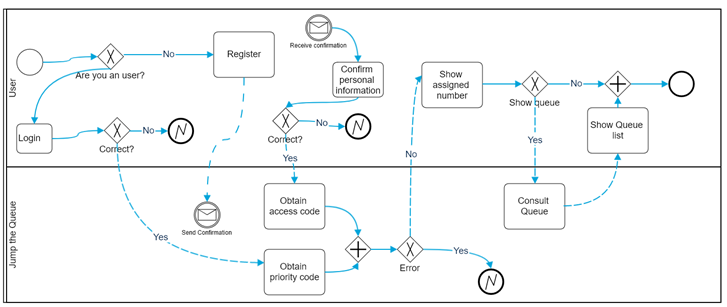 User
Are you an user?
No
Register
Receive confirmation
Confirm
personal
information
Login
Correct?
No
Correct?
No
Yes
Show
assigned
number
Show queue
No
Yes
Show Queue
list
No
Jump the Queue
Send Confirmation
Yes
Obtain
access code
Obtain
priority code
Error
Yes
Consult
Queue